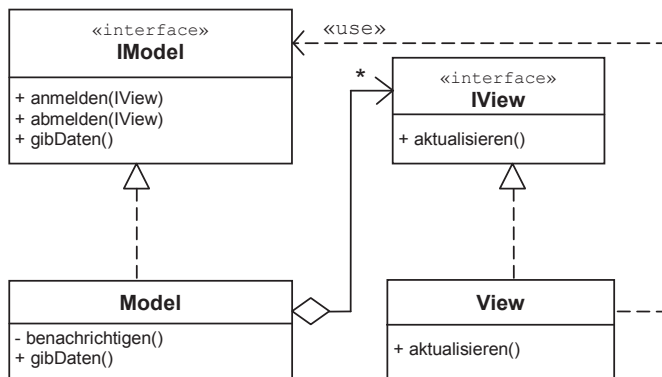 «interface»
IModel
+ anmelden(IView)
+ abmelden(IView)
+ gibDaten()
«use»
*
«interface»
IView
+ aktualisieren()
Model
- benachrichtigen()
+ gibDaten()
View
+ aktualisieren()